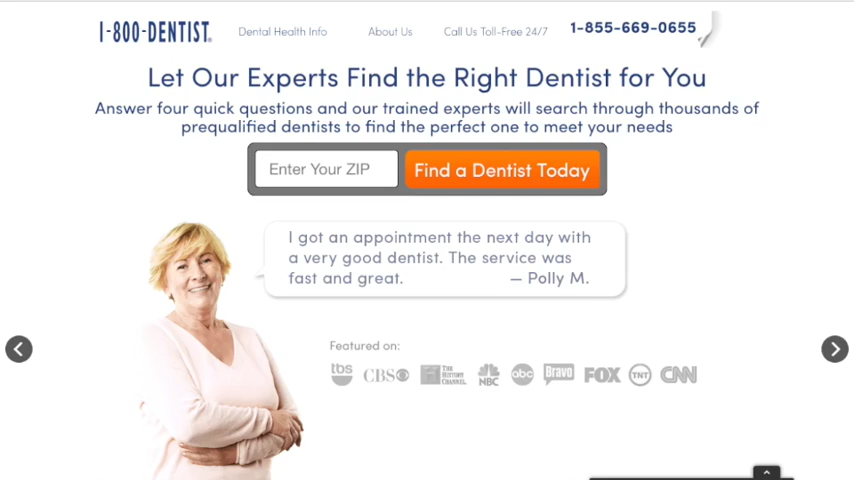 1-800-DENTIST®
Dental Health Info
About Us
Call Us Toll-Free 24/7
1-855-669-0655
Let Our Experts Find the Right Dentist for You
Answer four quick questions and our trained experts will search through thousands of
prequalified dentists to find the perfect one to meet your needs
Enter Your ZIP
Find a Dentist Today
I got an appointment the next day with
a very good dentist. The service was
fast and great. — Polly M.
Featured on:
tbs CBS THE HISTORY CHANNEL NBC abc Bravo FOX TNT CNN